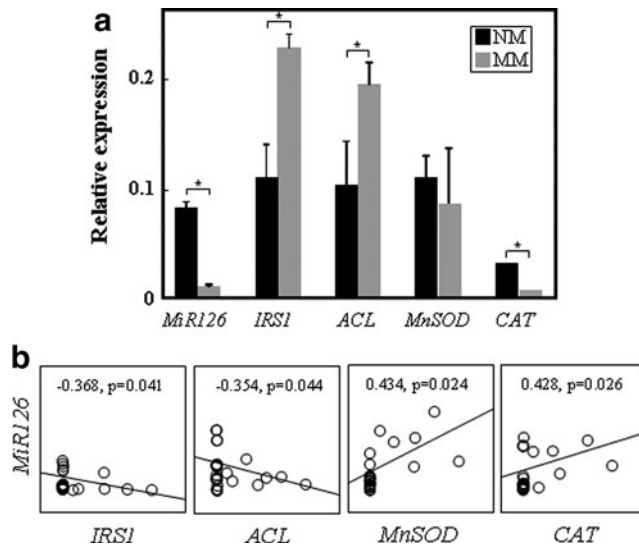 a
Relative expression
0.2
0.1
0
* * * *
NM
MM
MiR126 IRS1 ACL MnSOD CAT
b
MiR126
-0.368, p=0.041
-0.354, p=0.044
0.434, p=0.024
0.428, p=0.026
IRS1 ACL MnSOD CAT